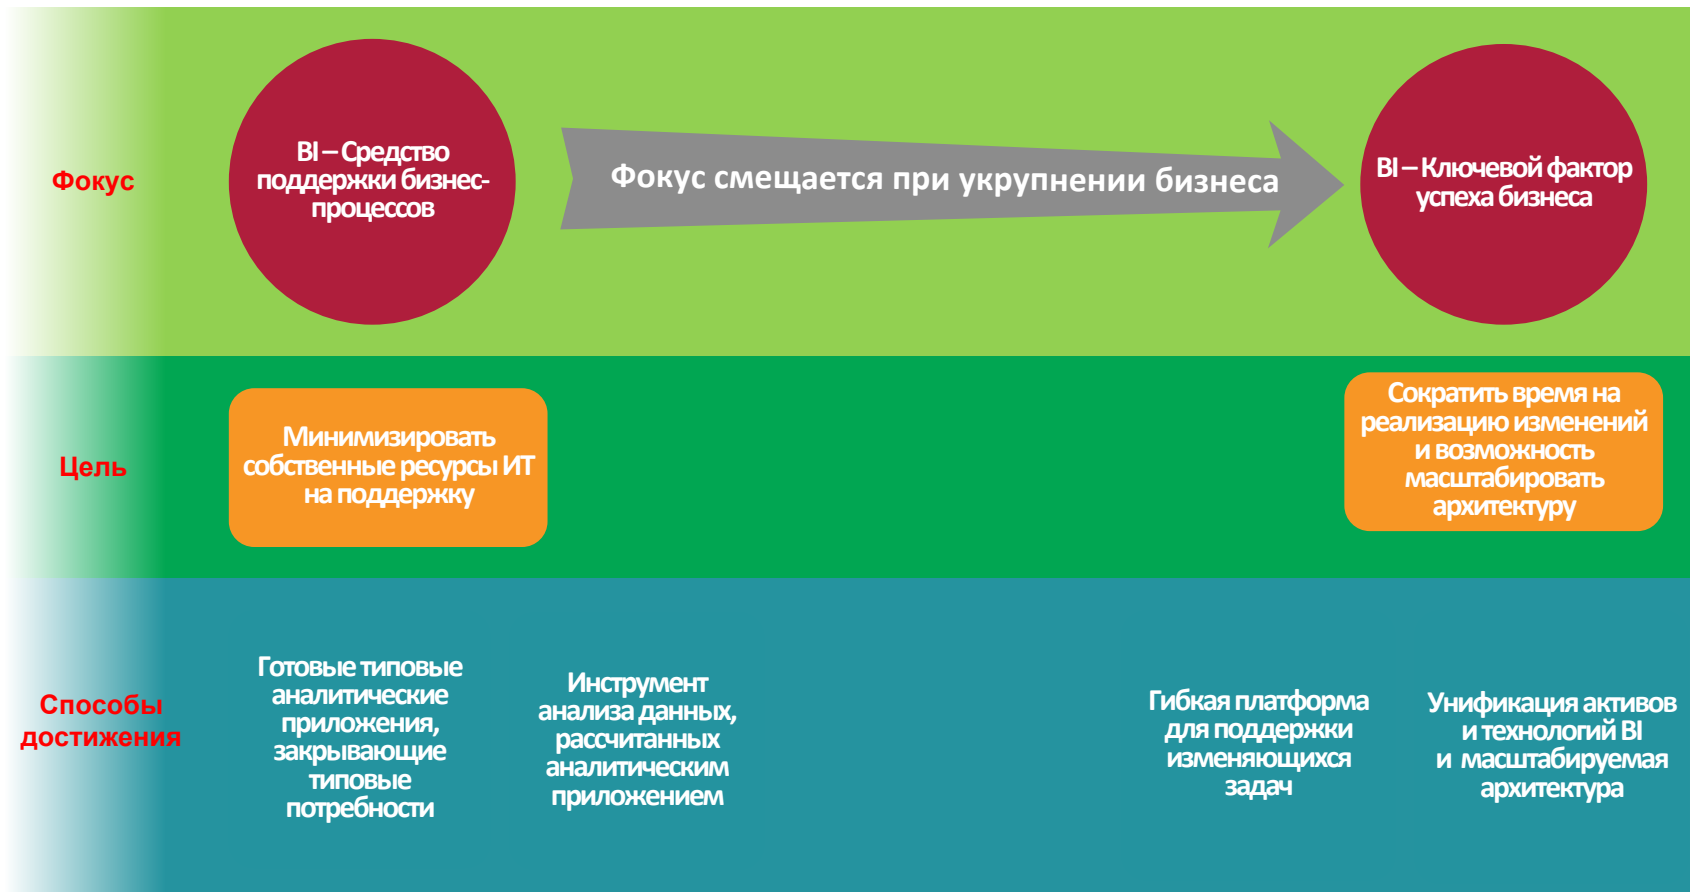 Фокус
BI – Средство
поддержки бизнес-
процессов
Фокус смещается при укрупнении бизнеса
BI – Ключевой фактор
успеха бизнеса
Цель
Минимизировать
собственные ресурсы ИТ
на поддержку
Сократить время на
реализацию изменений
и возможность
масштабировать
архитектуру
Способы
достижения
Готовые типовые
аналитические
приложения,
закрывающие
типовые
потребности
Инструмент
анализа данных,
рассчитанных
аналитическим
приложением
Гибкая платформа
для поддержки
изменяющихся
задач
Унификация активов
и технологий BI
и масштабируемая
архитектура